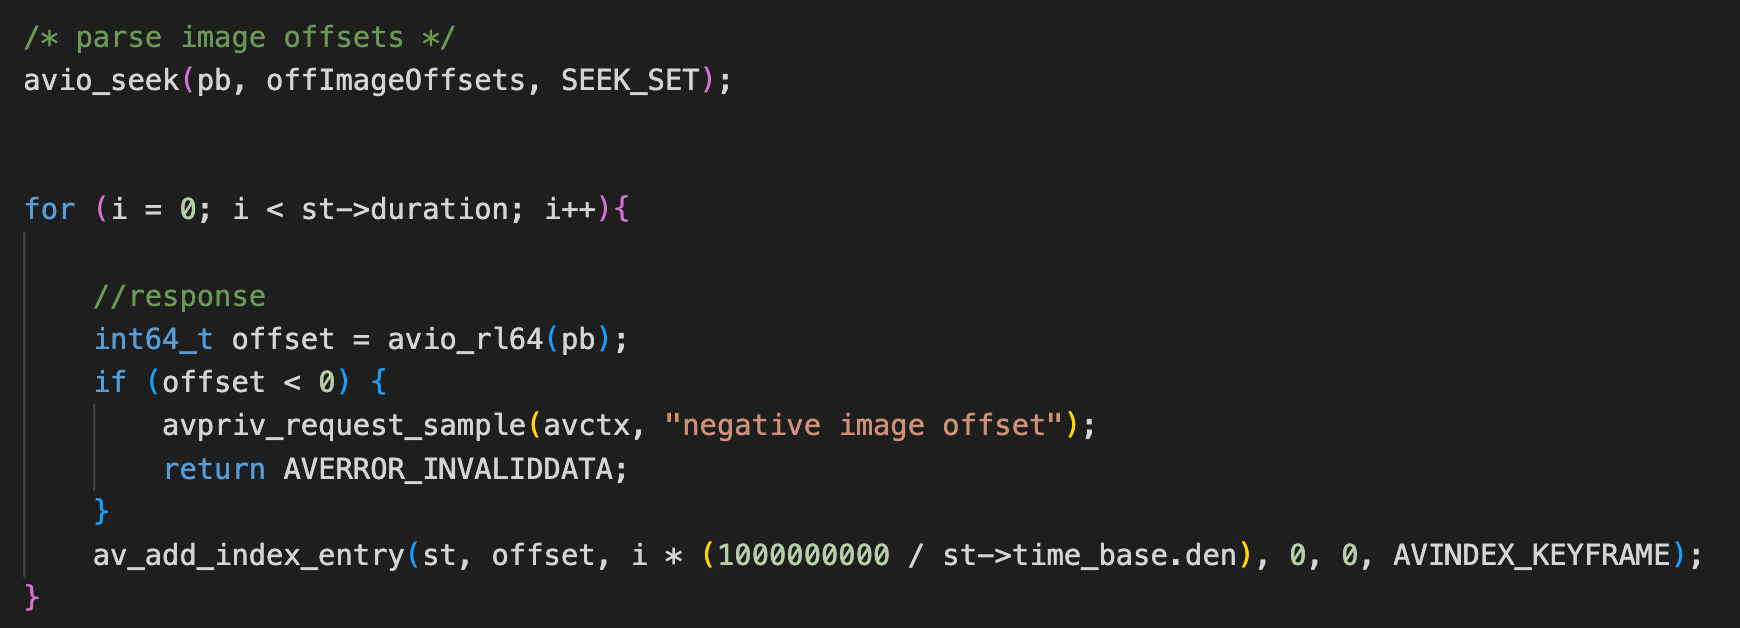 /* parse image offsets */
avio_seek(pb, offImageOffsets, SEEK_SET);
for (i = 0; i < st->duration; i++){
//response
int64_t offset = avio_rl64(pb);
if (offset < 0) {
avpriv_request_sample(avctx, "negative image offset");
return AVERROR_INVALIDDATA;
}
av_add_index_entry(st, offset, i * (1000000000 / st->time_base.den), 0, 0, AVINDEX_KEYFRAME);
}